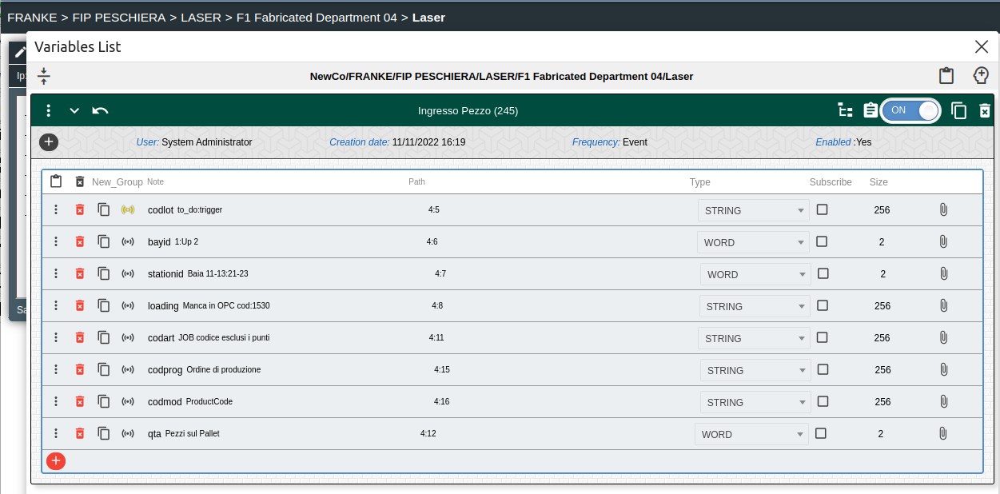 FRANKE > FIP PESCHIERA > LASER > F1 Fabricated Department 04 > Laser
Variables List
Ip:
NewCo/FRANKE/FIP PESCHIERA/LASER/F1 Fabricated Department 04/Laser
Ingresso Pezzo (245)
ON
User: System Administrator Creation date: 11/11/2022 16:19 Frequency: Event Enabled :Yes
New_Group Note Path Type Subscribe Size
codlot to_do:trigger 4:5 STRING 256
bayid 1:Up 2 4:6 WORD 2
stationid Baia 11-13:21-23 4:7 WORD 2
loading Manca in OPC cod:1530 4:8 STRING 256
Sa
codart JOB codice esclusi i punti 4:11 STRING 256
codprog Ordine di produzione 4:15 STRING 256
codmod ProductCode 4:16 STRING 256
qta Pezzi sul Pallet 4:12 WORD 2